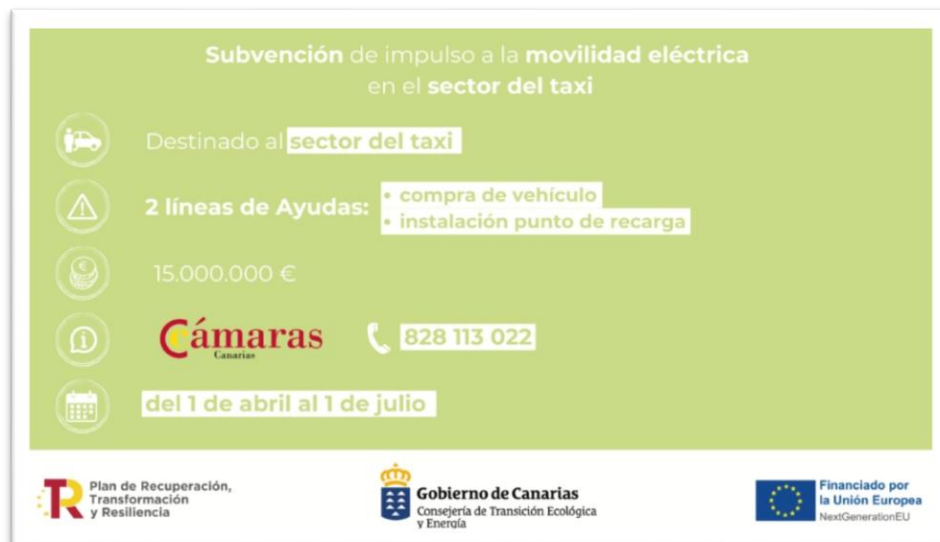 Subvención de impulso a la movilidad eléctrica
en el sector del taxi
Destinado al sector del taxi
2 líneas de Ayudas:
• compra de vehículo
• instalación punto de recarga
15.000.000 €
Cámaras
Canarias
828 113 022
del 1 de abril al 1 de julio
Plan de Recuperación,
Transformación
y Resiliencia
Gobierno de Canarias
Consejería de Transición Ecológica
y Energía
Financiado por
la Unión Europea
NextGenerationEU